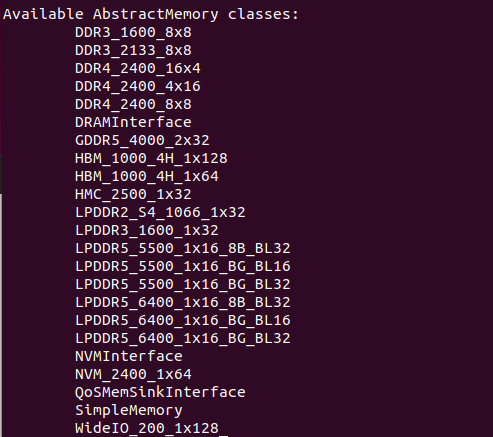 Available AbstractMemory classes:
DDR3_1600_8x8
DDR3_2133_8x8
DDR4_2400_16x4
DDR4_2400_4x16
DDR4_2400_8x8
DRAMInterface
GDDR5_4000_2x32
HBM_1000_4H_1x128
HBM_1000_4H_1x64
HMC_2500_1x32
LPDDR2_S4_1066_1x32
LPDDR3_1600_1x32
LPDDR5_5500_1x16_8B_BL32
LPDDR5_5500_1x16_BG_BL16
LPDDR5_5500_1x16_BG_BL32
LPDDR5_6400_1x16_8B_BL32
LPDDR5_6400_1x16_BG_BL16
LPDDR5_6400_1x16_BG_BL32
NVMInterface
NVM_2400_1x64
QoSMemSinkInterface
SimpleMemory
WideIO_200_1x128